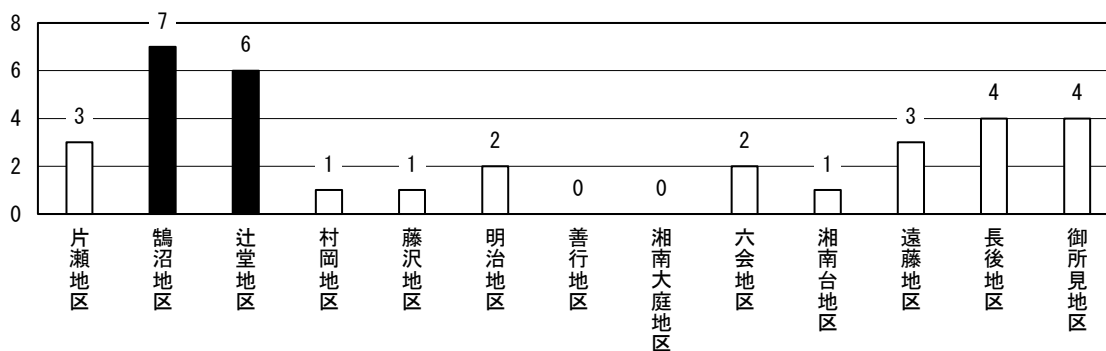 8
6
4
2
0
3
7
6
1
1
2
0
0
2
1
3
4
4
片瀬地区
鵠沼地区
辻堂地区
村岡地区
藤沢地区
明治地区
善行地区
湘南大庭地区
六会地区
湘南台地区
遠藤地区
長後地区
御所見地区